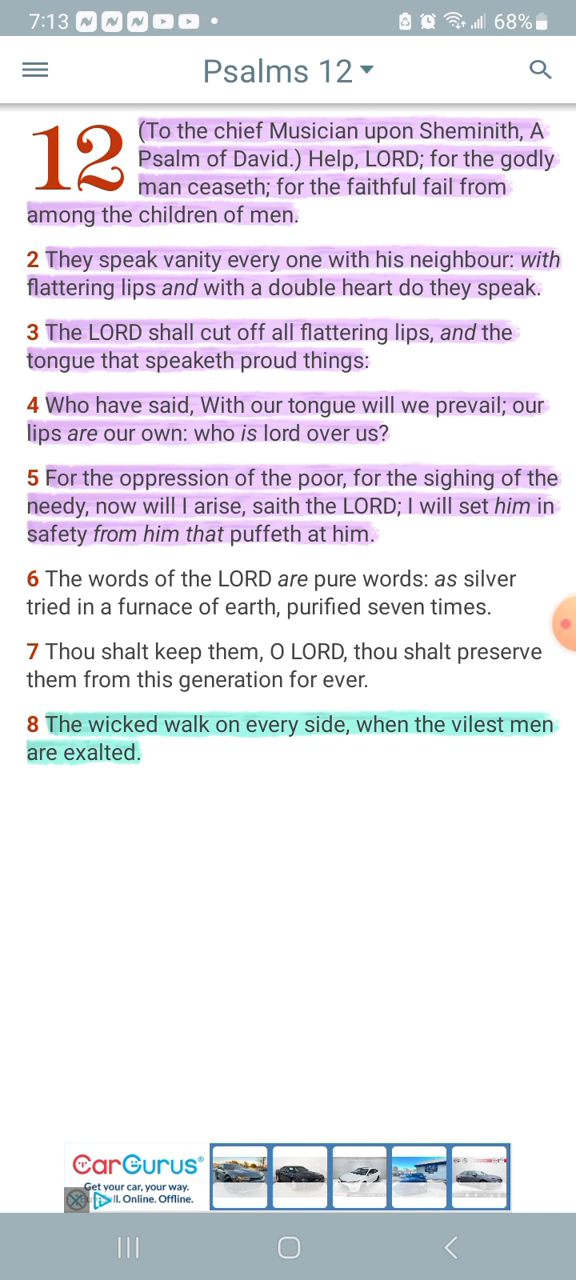 7:13
68%
Psalms 12
12 (To the chief Musician upon Sheminith, A
Psalm of David.) Help, LORD; for the godly
man ceaseth; for the faithful fail from
among the children of men.
2 They speak vanity every one with his neighbour: with
flattering lips and with a double heart do they speak.
3 The LORD shall cut off all flattering lips, and the
tongue that speaketh proud things:
4 Who have said, With our tongue will we prevail; our
lips are our own: who is lord over us?
5 For the oppression of the poor, for the sighing of the
needy, now will I arise, saith the LORD; I will set him in
safety from him that puffeth at him.
6 The words of the LORD are pure words: as silver
tried in a furnace of earth, purified seven times.
7 Thou shalt keep them, O LORD, thou shalt preserve
them from this generation for ever.
8 The wicked walk on every side, when the vilest men
are exalted.
CarGurus®
Get your car, your way.
Online. Offline.